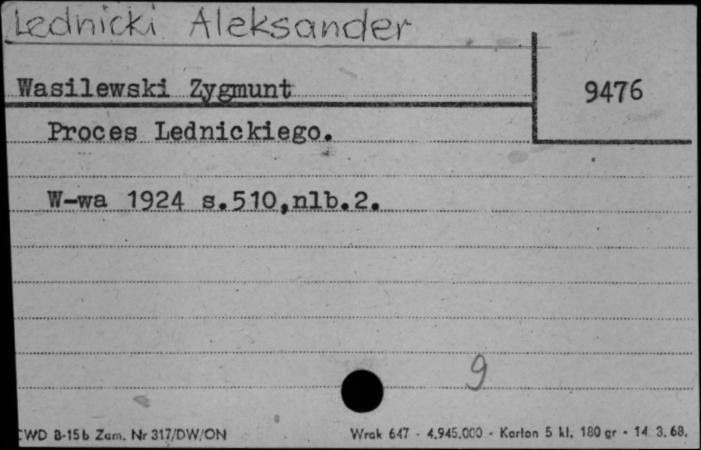 Lednicki Aleksander
Wasilewski Zygmunt
9476
Proces Lednickiego.
W-wa 1924 s.510,nlb.2.
9
CWD B-15b Zam. Nr 317/DW/ON
Wrak 647 - 4.945.000 - Karton 5 kl. 180 gr - 14. 3. 68.